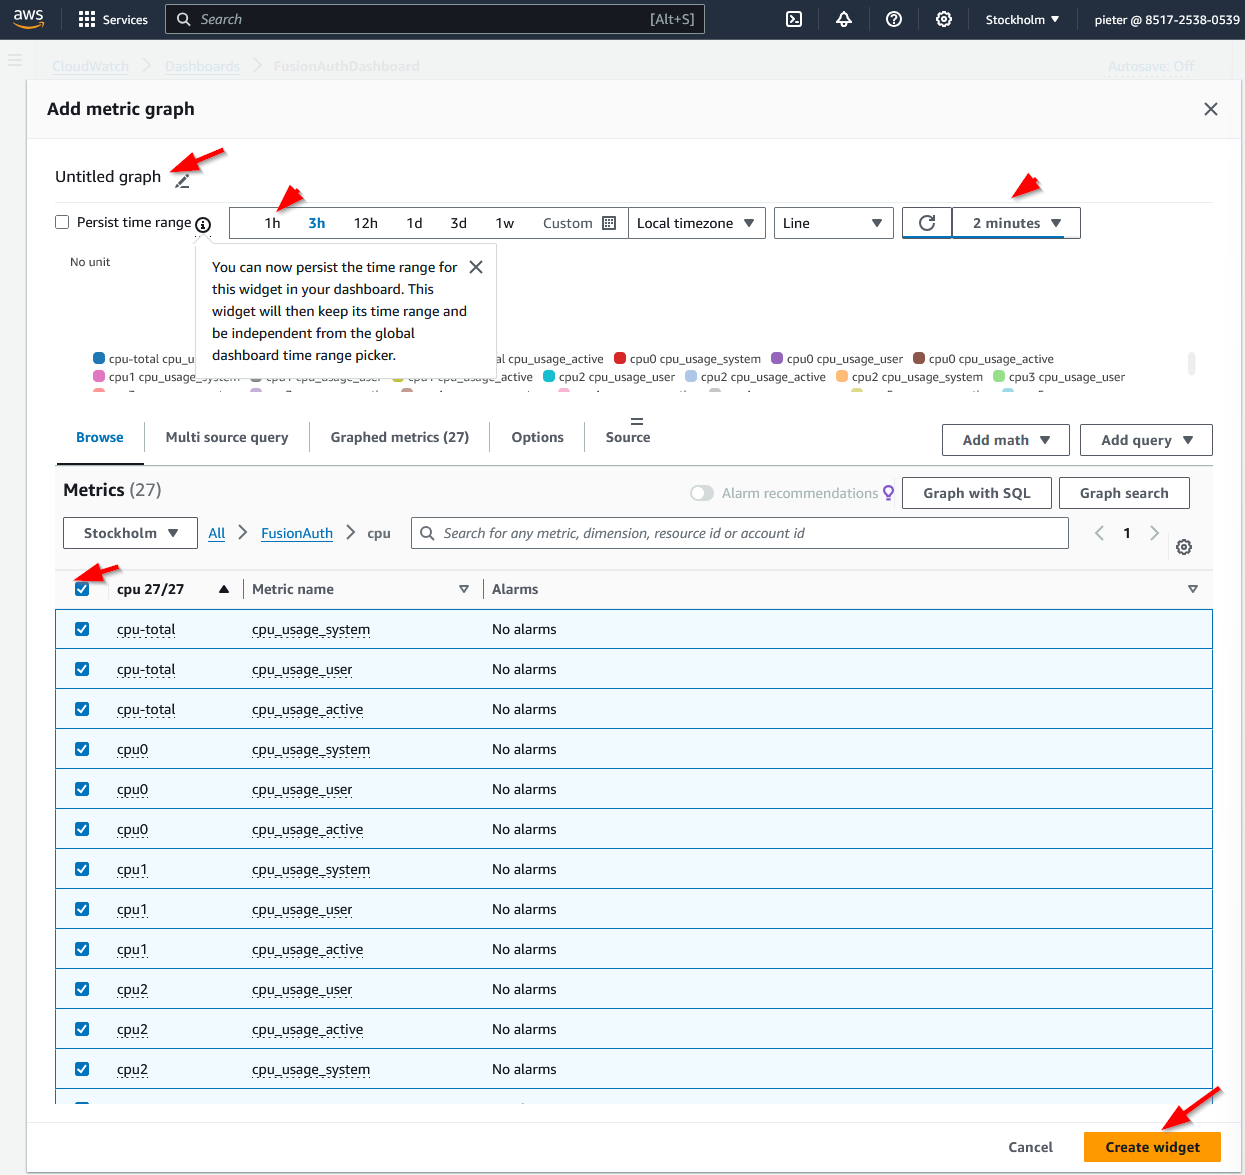 aws Services Search [Alt+S] Stockholm pieter @ 8517-2538-0539
CloudWatch Dashboards FusionAuthDashboard Autosave: Off
Add metric graph
Untitled graph
Persist time range 1h 3h 12h 1d 3d 1w Custom Local timezone Line 2 minutes
No unit
You can now persist the time range for
this widget in your dashboard. This
widget will then keep its time range and
be independent from the global
dashboard time range picker.
cpu-total cpu_u al cpu_usage_active cpu0 cpu_usage_system cpu0 cpu_usage_user cpu0 cpu_usage_active
cpu1 cpu_usage_system cpu1 cpu_usage_user cpu1 cpu_usage_active cpu2 cpu_usage_user cpu2 cpu_usage_active cpu2 cpu_usage_system cpu3 cpu_usage_user
Browse Multi source query Graphed metrics (27) Options Source Add math Add query
Metrics (27) Alarm recommendations Graph with SQL Graph search
Stockholm All FusionAuth cpu Search for any metric, dimension, resource id or account id 1
cpu 27/27 Metric name Alarms
cpu-total cpu_usage_system No alarms
cpu-total cpu_usage_user No alarms
cpu-total cpu_usage_active No alarms
cpu0 cpu_usage_system No alarms
cpu0 cpu_usage_user No alarms
cpu0 cpu_usage_active No alarms
cpu1 cpu_usage_system No alarms
cpu1 cpu_usage_user No alarms
cpu1 cpu_usage_active No alarms
cpu2 cpu_usage_user No alarms
cpu2 cpu_usage_active No alarms
cpu2 cpu_usage_system No alarms
Cancel Create widget